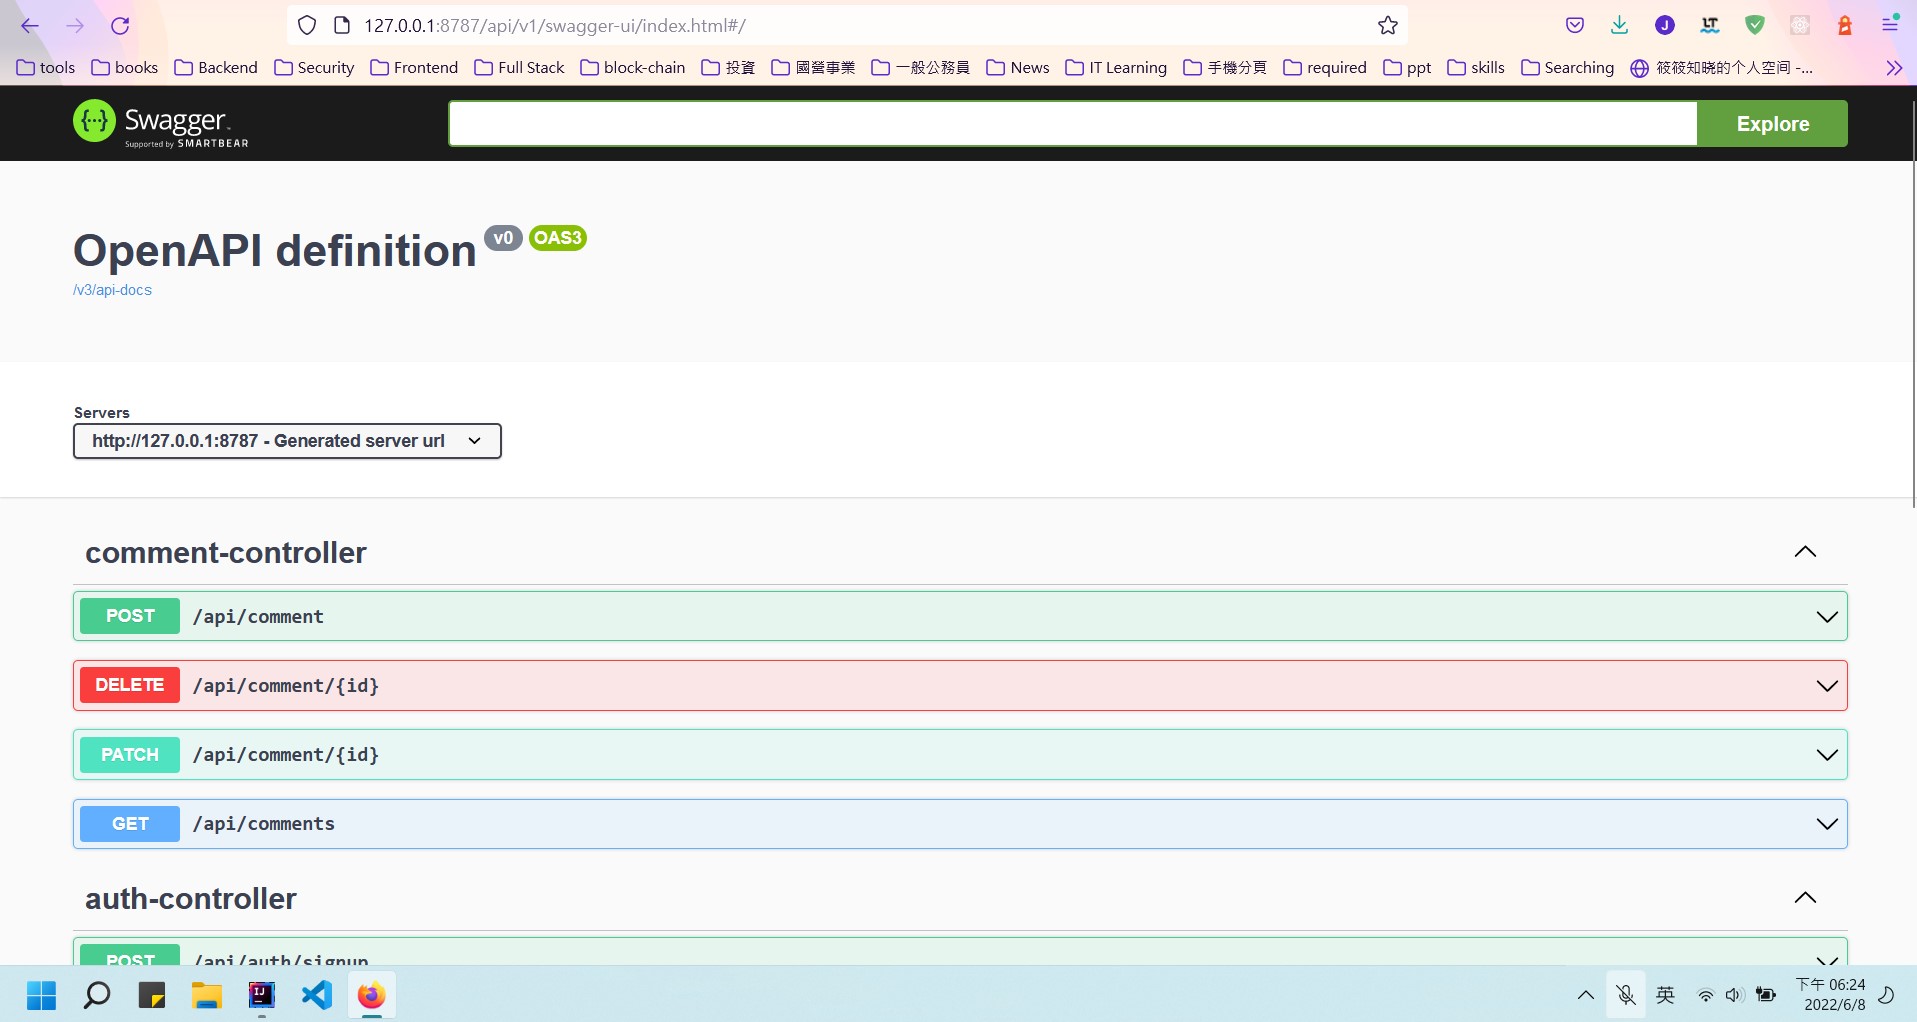 127.0.0.1:8787/api/v1/swagger-ui/index.html#/
J
LT
tools books Backend Security Frontend Full Stack block-chain 投資 國營事業 一般公務員 News IT Learning 手機分頁 required ppt skills Searching 筱筱知晓的个人空间 -...
{···} Swagger™
Supported by SMARTBEAR
Explore
OpenAPI definition v0 OAS3
/v3/api-docs
Servers
http://127.0.0.1:8787 - Generated server url
comment-controller
POST /api/comment
DELETE /api/comment/{id}
PATCH /api/comment/{id}
GET /api/comments
auth-controller
POST /api/auth/signup
IJ
英
下午 06:24
2022/6/8